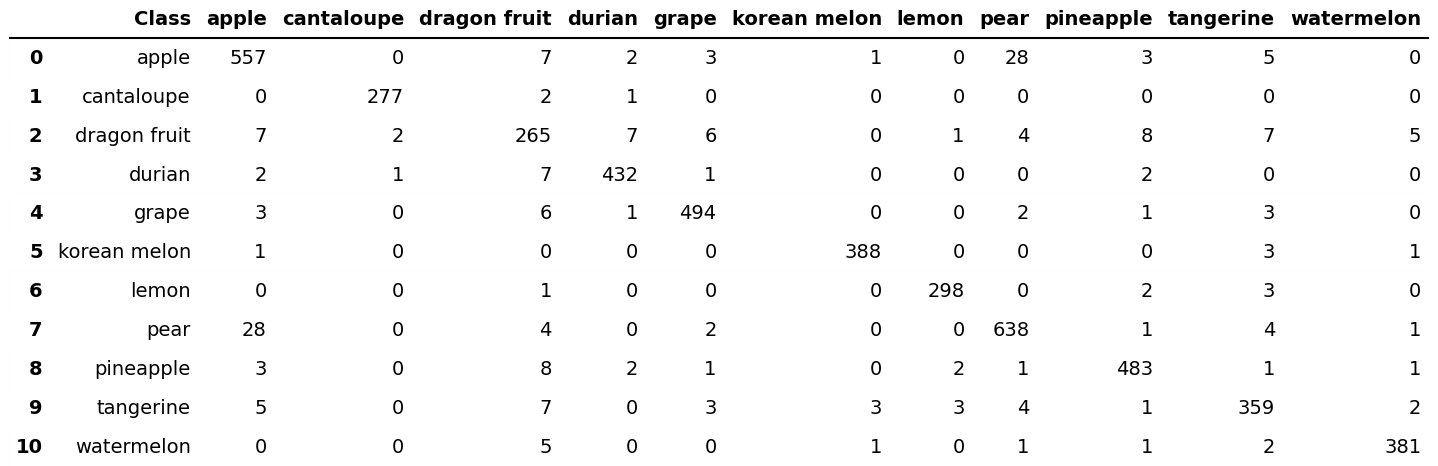 Class apple cantaloupe dragon fruit durian grape korean melon lemon pear pineapple tangerine watermelon
0 apple 557 0 7 2 3 1 0 28 3 5 0
1 cantaloupe 0 277 2 1 0 0 0 0 0 0 0
2 dragon fruit 7 2 265 7 6 0 1 4 8 7 5
3 durian 2 1 7 432 1 0 0 0 2 0 0
4 grape 3 0 6 1 494 0 0 2 1 3 0
5 korean melon 1 0 0 0 0 388 0 0 0 3 1
6 lemon 0 0 1 0 0 0 298 0 2 3 0
7 pear 28 0 4 0 2 0 0 638 1 4 1
8 pineapple 3 0 8 2 1 0 2 1 483 1 1
9 tangerine 5 0 7 0 3 3 3 4 1 359 2
10 watermelon 0 0 5 0 0 1 0 1 1 2 381